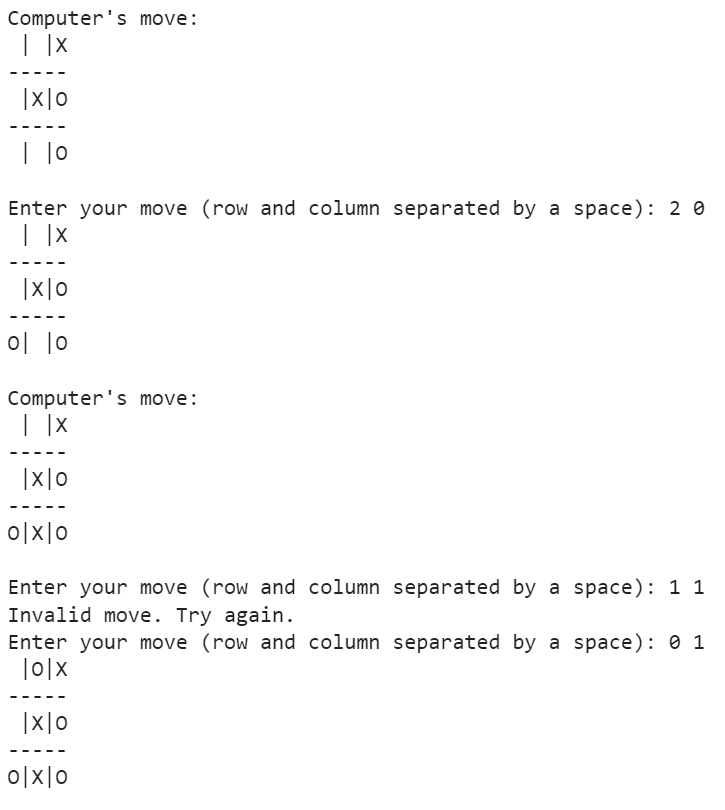 Computer's move:
 | |X
-----
 |X|O
-----
 | |O

Enter your move (row and column separated by a space): 2 0
 | |X
-----
 |X|O
-----
O| |O

Computer's move:
 | |X
-----
 |X|O
-----
O|X|O

Enter your move (row and column separated by a space): 1 1
Invalid move. Try again.
Enter your move (row and column separated by a space): 0 1
 |O|X
-----
 |X|O
-----
O|X|O